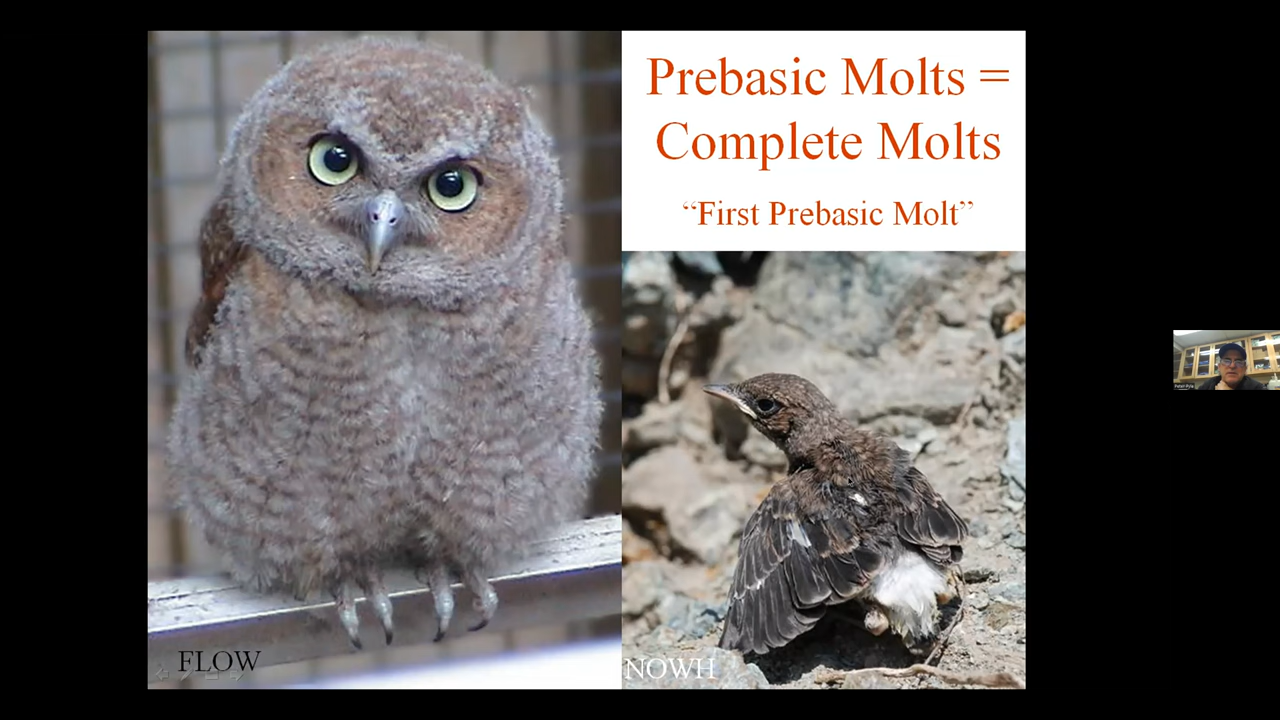 Prebasic Molts =
Complete Molts
“First Prebasic Molt”
FLOW
NOWH